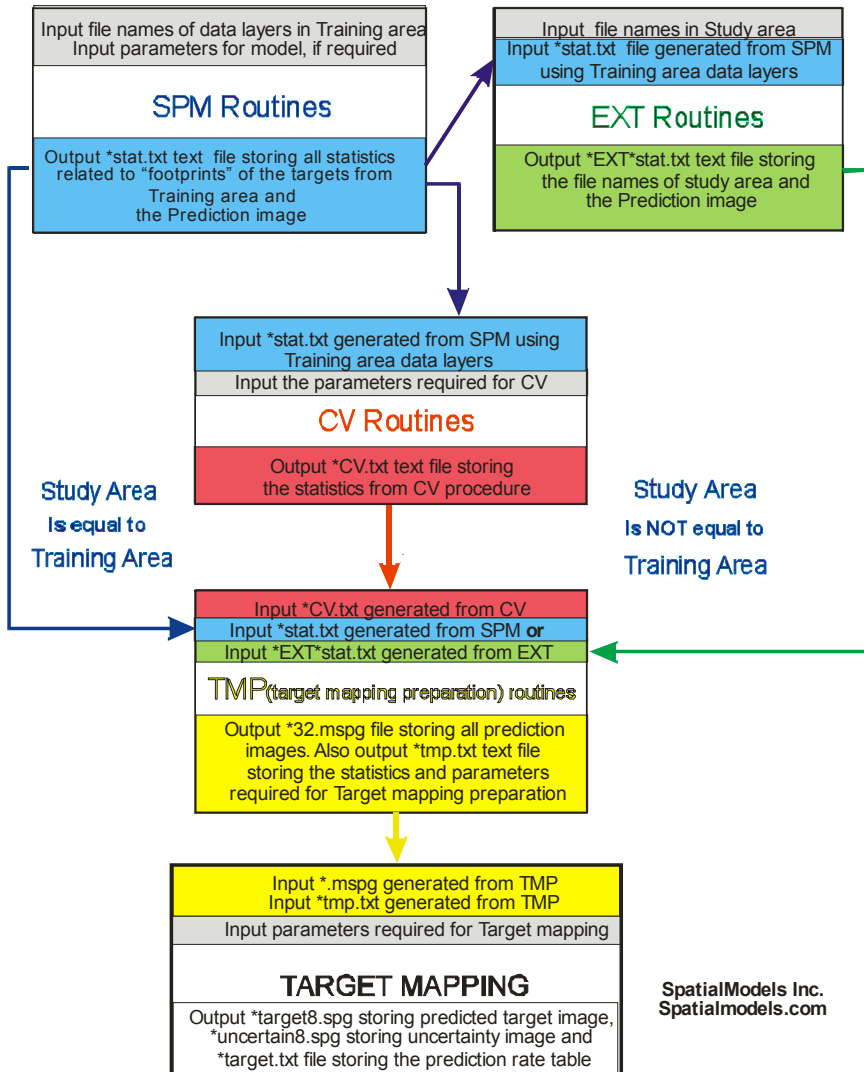 Input file names of data layers in Training area
Input parameters for model, if required
SPM Routines
Output *stat.txt text file storing all statistics
related to “footprints” of the targets from
Training area and
the Prediction image
Input file names in Study area
Input *stat.txt file generated from SPM
using Training area data layers
EXT Routines
Output *EXT*stat.txt text file storing
the file names of study area and
the Prediction image
Input *stat.txt generated from SPM using
Training area data layers
Input the parameters required for CV
CV Routines
Output *CV.txt text file storing
the statistics from CV procedure
Study Area
Is equal to
Training Area
Study Area
Is NOT equal to
Training Area
Input *CV.txt generated from CV
Input *stat.txt generated from SPM or
Input *EXT*stat.txt generated from EXT
TMP(target mapping preparation) routines
Output *32.mspg file storing all prediction
images. Also output *tmp.txt text file
storing the statistics and parameters
required for Target mapping preparation
Input *.mspg generated from TMP
Input *tmp.txt generated from TMP
Input parameters required for Target mapping
TARGET MAPPING
Output *target8.spg storing predicted target image,
*uncertain8.spg storing uncertainty image and
*target.txt file storing the prediction rate table
SpatialModels Inc.
Spatialmodels.com